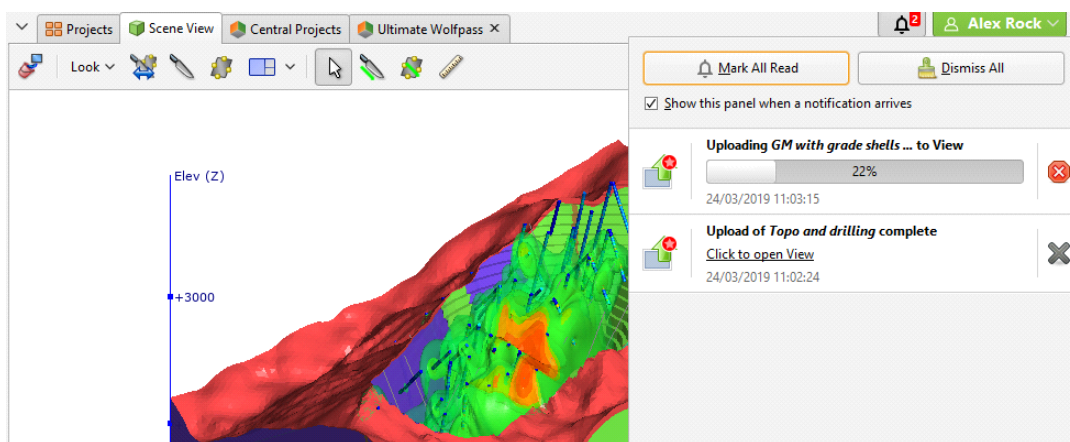 Projects
Scene View
Central Projects
Ultimate Wolfpass
2
Alex Rock
Look
Mark All Read
Dismiss All
Show this panel when a notification arrives
Uploading GM with grade shells ... to View
22%
24/03/2019 11:03:15
Upload of Topo and drilling complete
Click to open View
24/03/2019 11:02:24
Elev (Z)
+3000